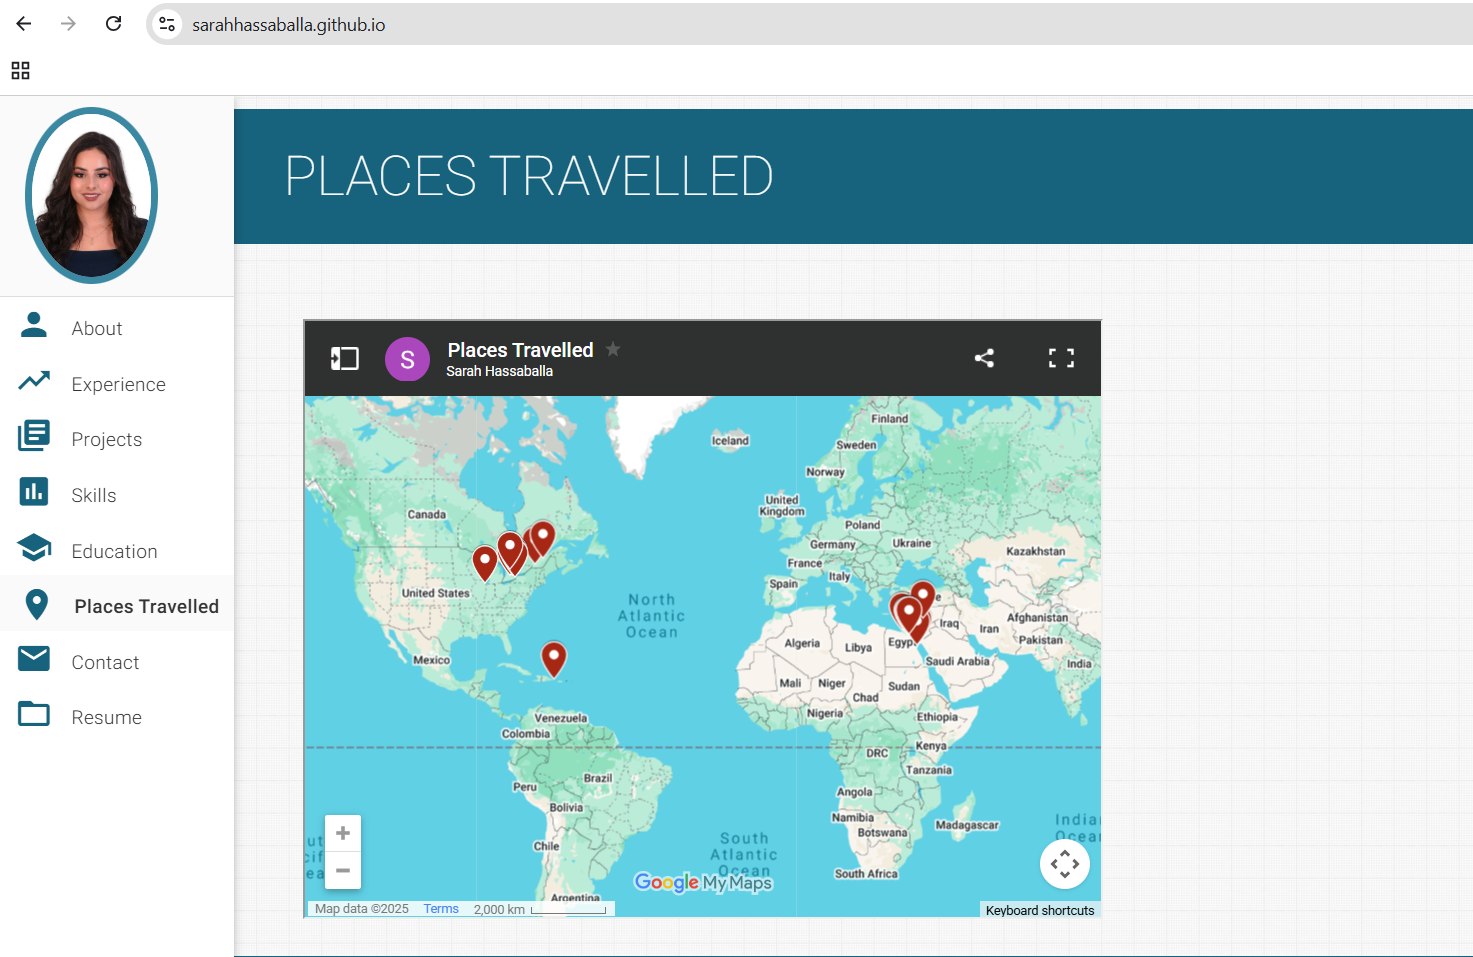 sarahhassaballa.github.io
PLACES TRAVELLED
About
Experience
Projects
Skills
Education
Places Travelled
Contact
Resume
S
Places Travelled
Sarah Hassaballa
Iceland
Finland
Sweden
Norway
United
Kingdom
Canada
Poland
Germany
Ukraine
Kazakhstan
France
Italy
Spain
United States
North
Atlantic
Ocean
Iraq
Iran
Afghanistan
Pakistan
Algeria
Libya
Egyp
Saudi Arabia
India
Mexico
Mali
Niger
Sudan
Chad
Nigeria
Ethiopia
Venezuela
Colombia
DRC
Kenya
Tanzania
Brazil
Peru
Bolivia
Angola
Namibia
Botswana
Madagascar
India
Ocea
Chile
South
Atlantic
Ocean
South Africa
Argentina
Google My Maps
+
−
Map data ©2025 Terms 2,000 km
Keyboard shortcuts